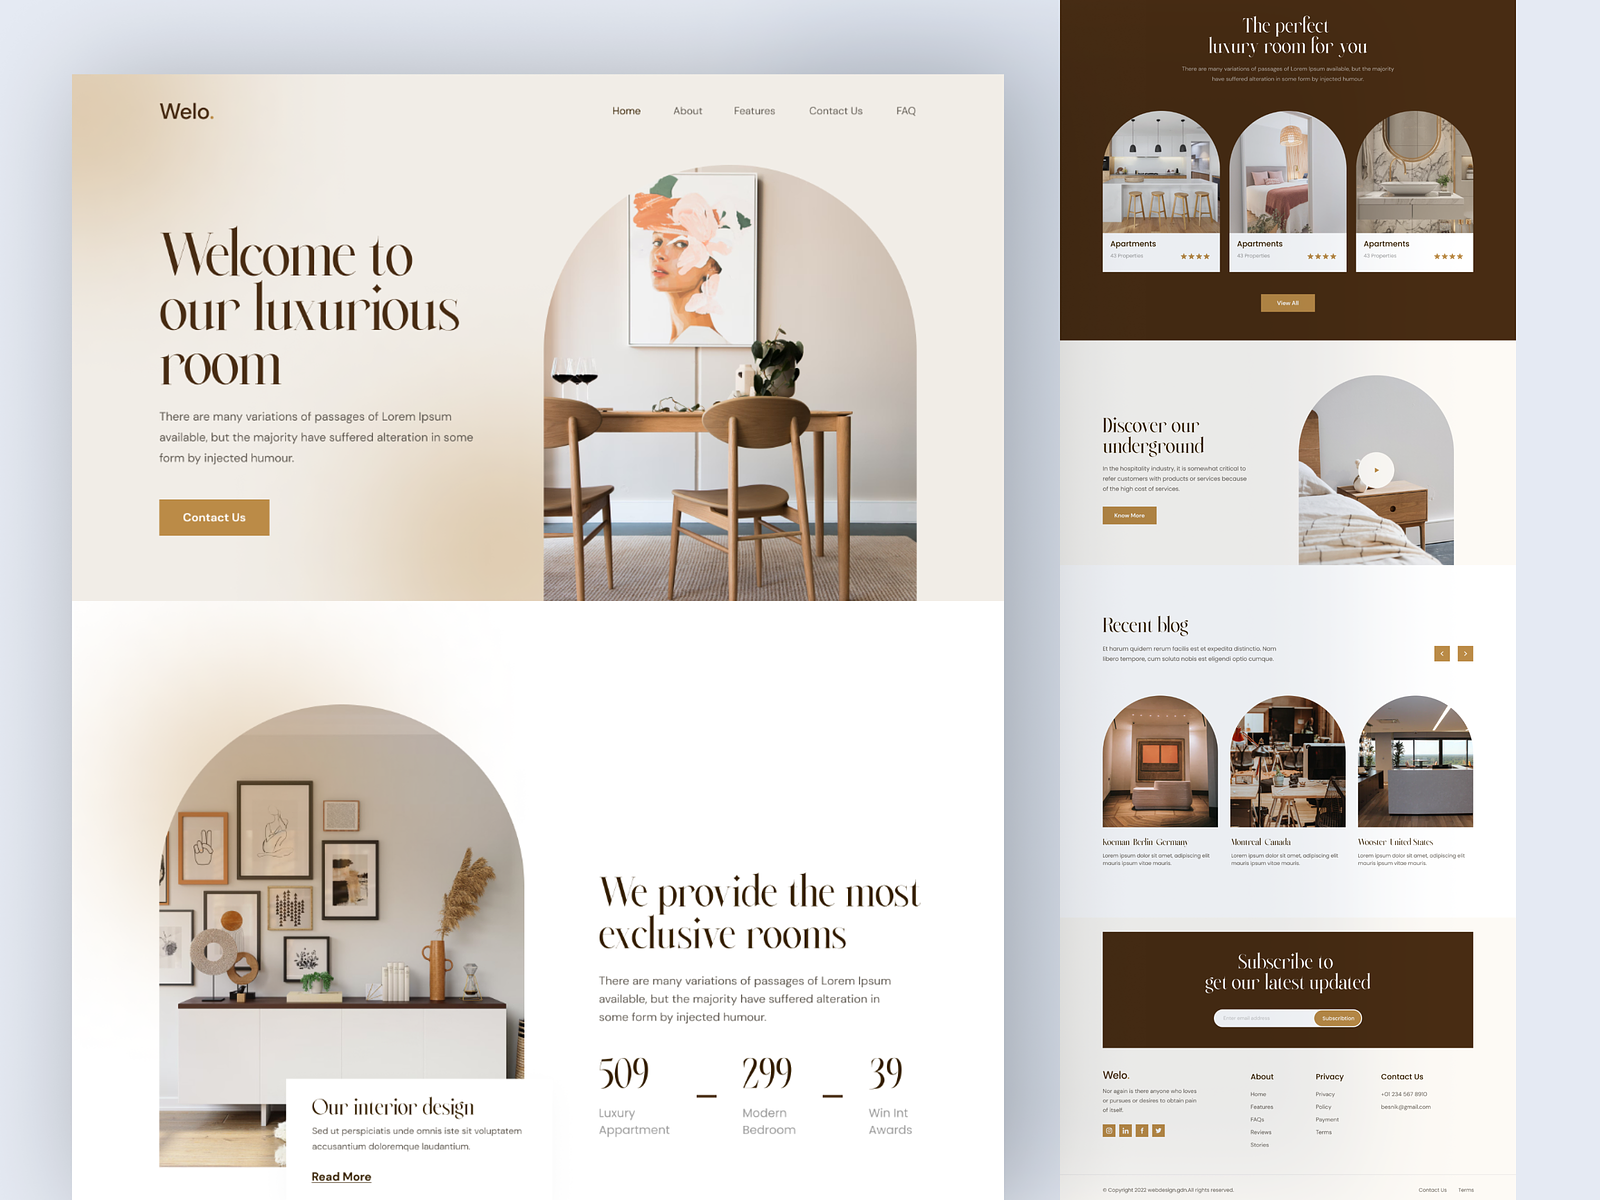 Welo.
Home About Features Contact Us FAQ
Welcome to
our luxurious
room
There are many variations of passages of Lorem Ipsum
available, but the majority have suffered alteration in some
form by injected humour.
Contact Us
We provide the most
exclusive rooms
There are many variations of passages of Lorem Ipsum
available, but the majority have suffered alteration in
some form by injected humour.
509 299 39
Luxury Modern Win Int
Appartment Bedroom Awards
Our interior design
Sed ut perspiciatis unde omnis iste sit voluptatem
accusantium doloremque laudantium.
Read More
The perfect
luxury room for you
There are many variations of passages of Lorem Ipsum available, but the majority
have suffered alteration in some form by injected humour.
Apartments Apartments Apartments
43 Properties 43 Properties 43 Properties
View All
Discover our
underground
In the hospitality industry, it is somewhat critical to
refer customers with products or services because
of the high cost of services.
Know More
Recent blog
Et harum quidem rerum facilis est et expedita distinctio. Nam
libero tempore, cum soluta nobis est eligendi optio cumque.
Koeman-Berlin-Germany Montreal-Canada Wooster-United States
Lorem ipsum dolor sit amet, adipiscing elit Lorem ipsum dolor sit amet, adipiscing elit Lorem ipsum dolor sit amet, adipiscing elit
mauris ipsum vitae mauris. mauris ipsum vitae mauris. mauris ipsum vitae mauris.
Subscribe to
get our latest updated
Enter email address Subscribtion
Welo. About Privacy Contact Us
Nor again is there anyone who loves
or pursues or desires to obtain pain
of itself.
Home Privacy +01 234 567 8910
Features Policy besnik@gmail.com
FAQs Payment
Reviews Terms
Stories
© Copyright 2022 webdesign.gdn.All rights reserved. Contact Us Terms